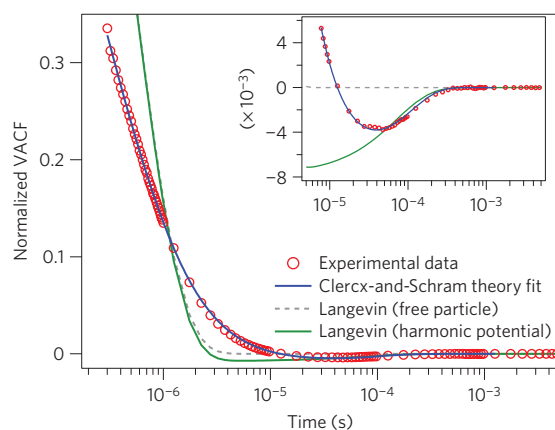 Normalized VACF
0.3
0.2
0.1
0
10⁻⁶
10⁻⁵
10⁻⁴
10⁻³
Time (s)
(×10⁻³)
4
0
−4
−8
10⁻⁵
10⁻⁴
10⁻³
Experimental data
Clercx-and-Schram theory fit
Langevin (free particle)
Langevin (harmonic potential)